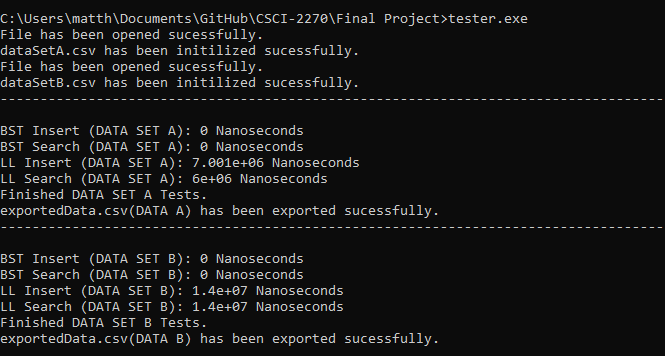 C:\Users\matth\Documents\GitHub\CSCI-2270\Final Project>tester.exe
File has been opened sucessfully.
dataSetA.csv has been initilized sucessfully.
File has been opened sucessfully.
dataSetB.csv has been initilized sucessfully.
-----------------------------------------------------------------------------------
BST Insert (DATA SET A): 0 Nanoseconds
BST Search (DATA SET A): 0 Nanoseconds
LL Insert (DATA SET A): 7.001e+06 Nanoseconds
LL Search (DATA SET A): 6e+06 Nanoseconds
Finished DATA SET A Tests.
exportedData.csv(DATA A) has been exported sucessfully.
-----------------------------------------------------------------------------------
BST Insert (DATA SET B): 0 Nanoseconds
BST Search (DATA SET B): 0 Nanoseconds
LL Insert (DATA SET B): 1.4e+07 Nanoseconds
LL Search (DATA SET B): 1.4e+07 Nanoseconds
Finished DATA SET B Tests.
exportedData.csv(DATA B) has been exported sucessfully.